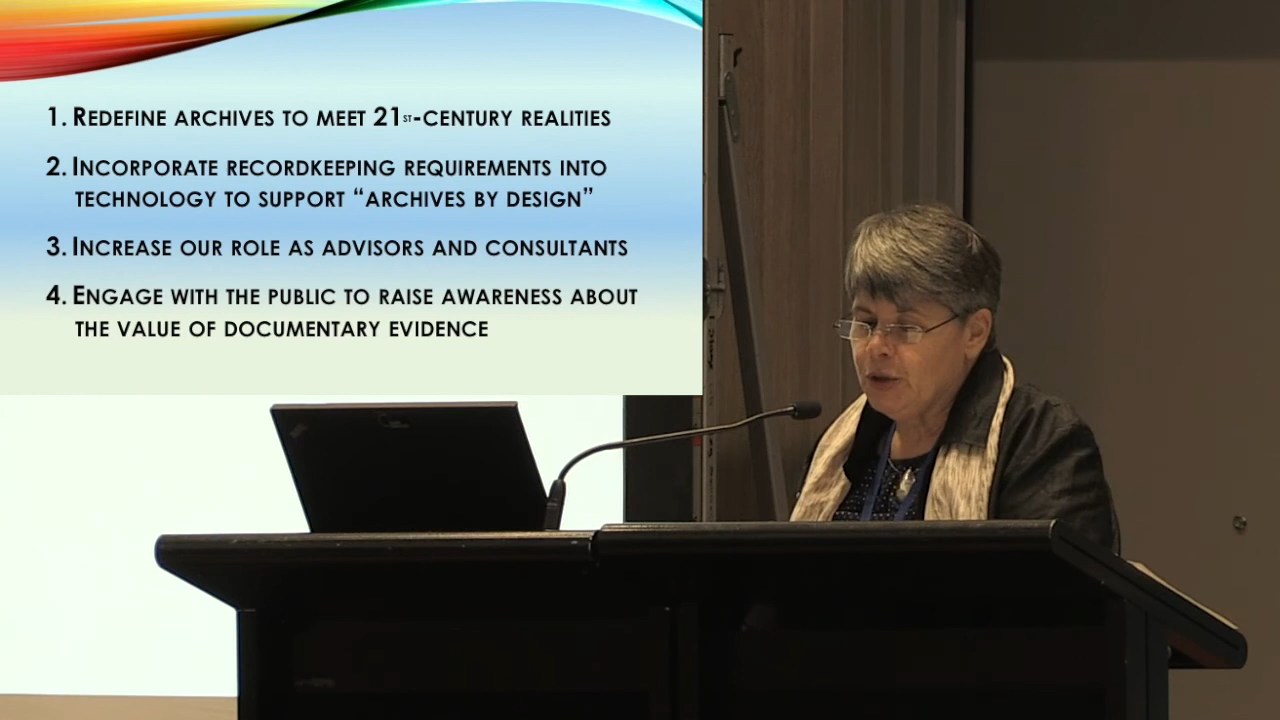 1. REDEFINE ARCHIVES TO MEET 21ST-CENTURY REALITIES
2. INCORPORATE RECORDKEEPING REQUIREMENTS INTO
TECHNOLOGY TO SUPPORT “ARCHIVES BY DESIGN”
3. INCREASE OUR ROLE AS ADVISORS AND CONSULTANTS
4. ENGAGE WITH THE PUBLIC TO RAISE AWARENESS ABOUT
THE VALUE OF DOCUMENTARY EVIDENCE